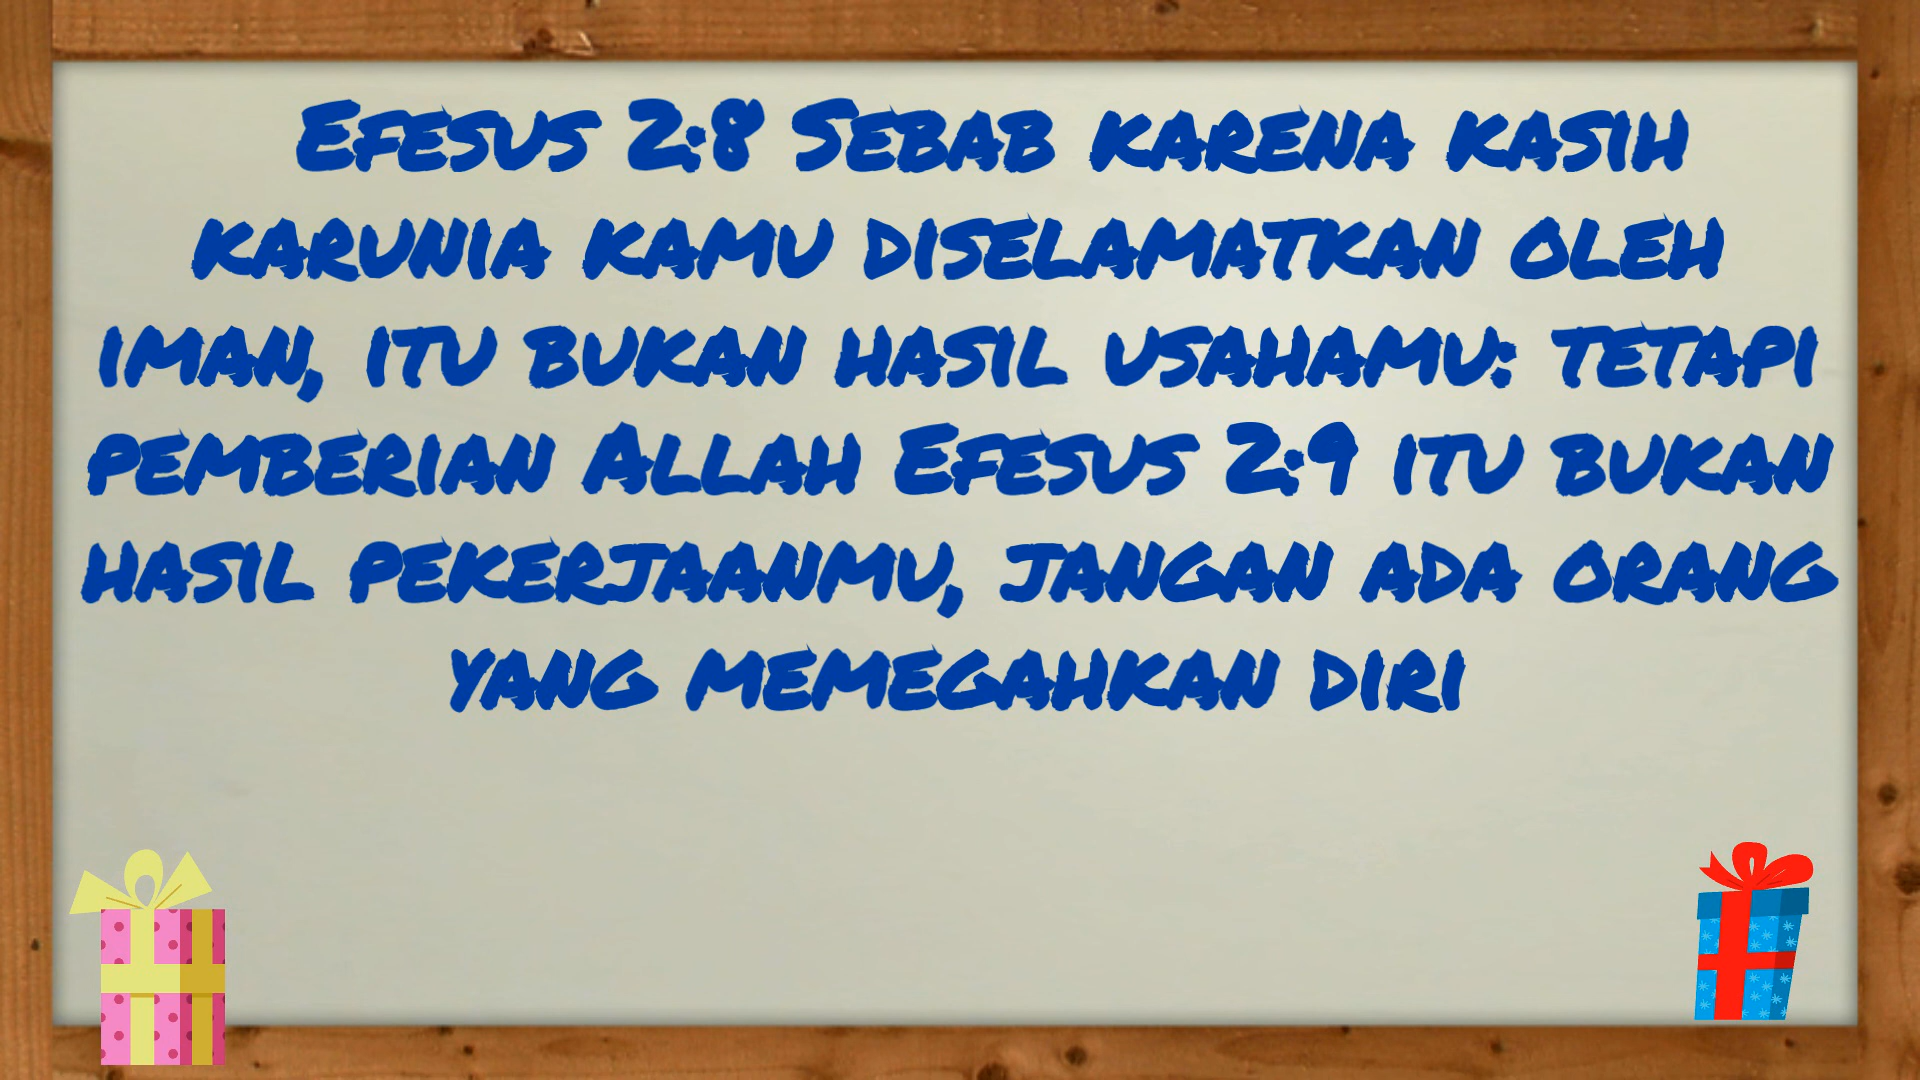 Efesus 2:8 Sebab karena kasih
karunia kamu diselamatkan oleh
iman, itu bukan hasil usahamu: tetapi
pemberian Allah Efesus 2:9 itu bukan
hasil pekerjaanmu, jangan ada orang
yang memegahkan diri